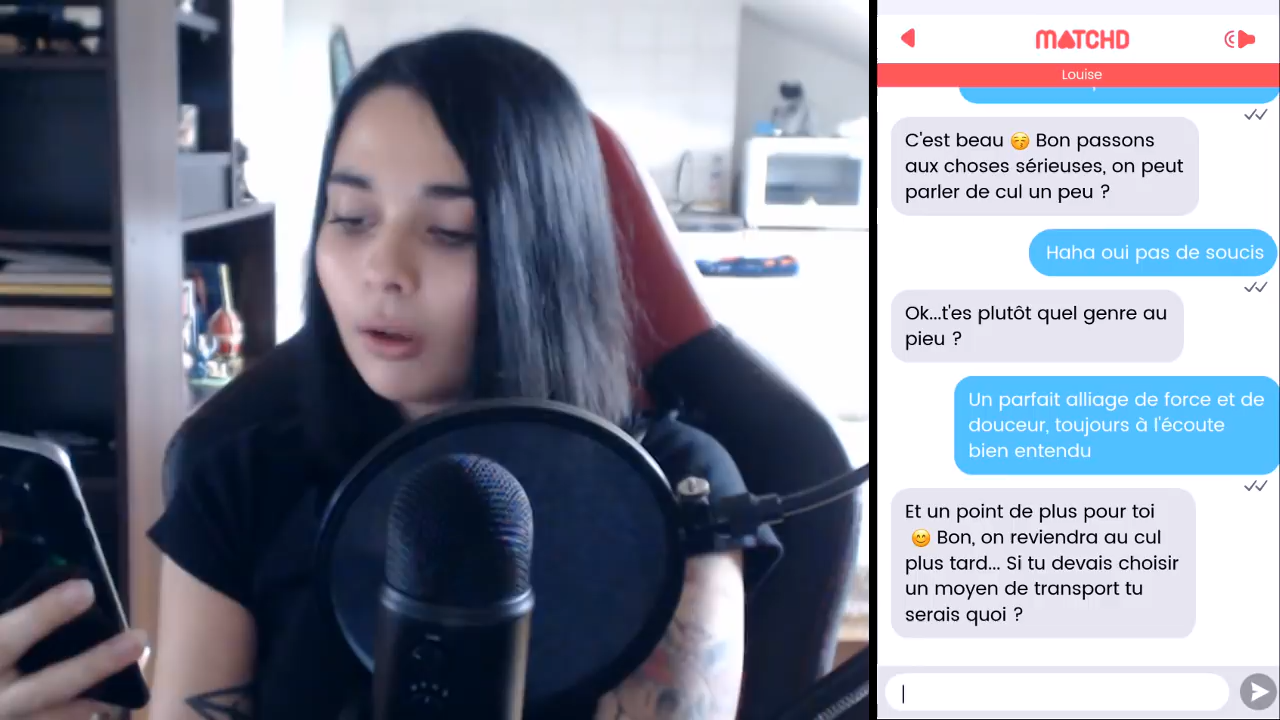 MATCHD
Louise
C'est beau 😚 Bon passons
aux choses sérieuses, on peut
parler de cul un peu ?
Haha oui pas de soucis
Ok...t'es plutôt quel genre au
pieu ?
Un parfait alliage de force et de
douceur, toujours à l'écoute
bien entendu
Et un point de plus pour toi
😊 Bon, on reviendra au cul
plus tard... Si tu devais choisir
un moyen de transport tu
serais quoi ?